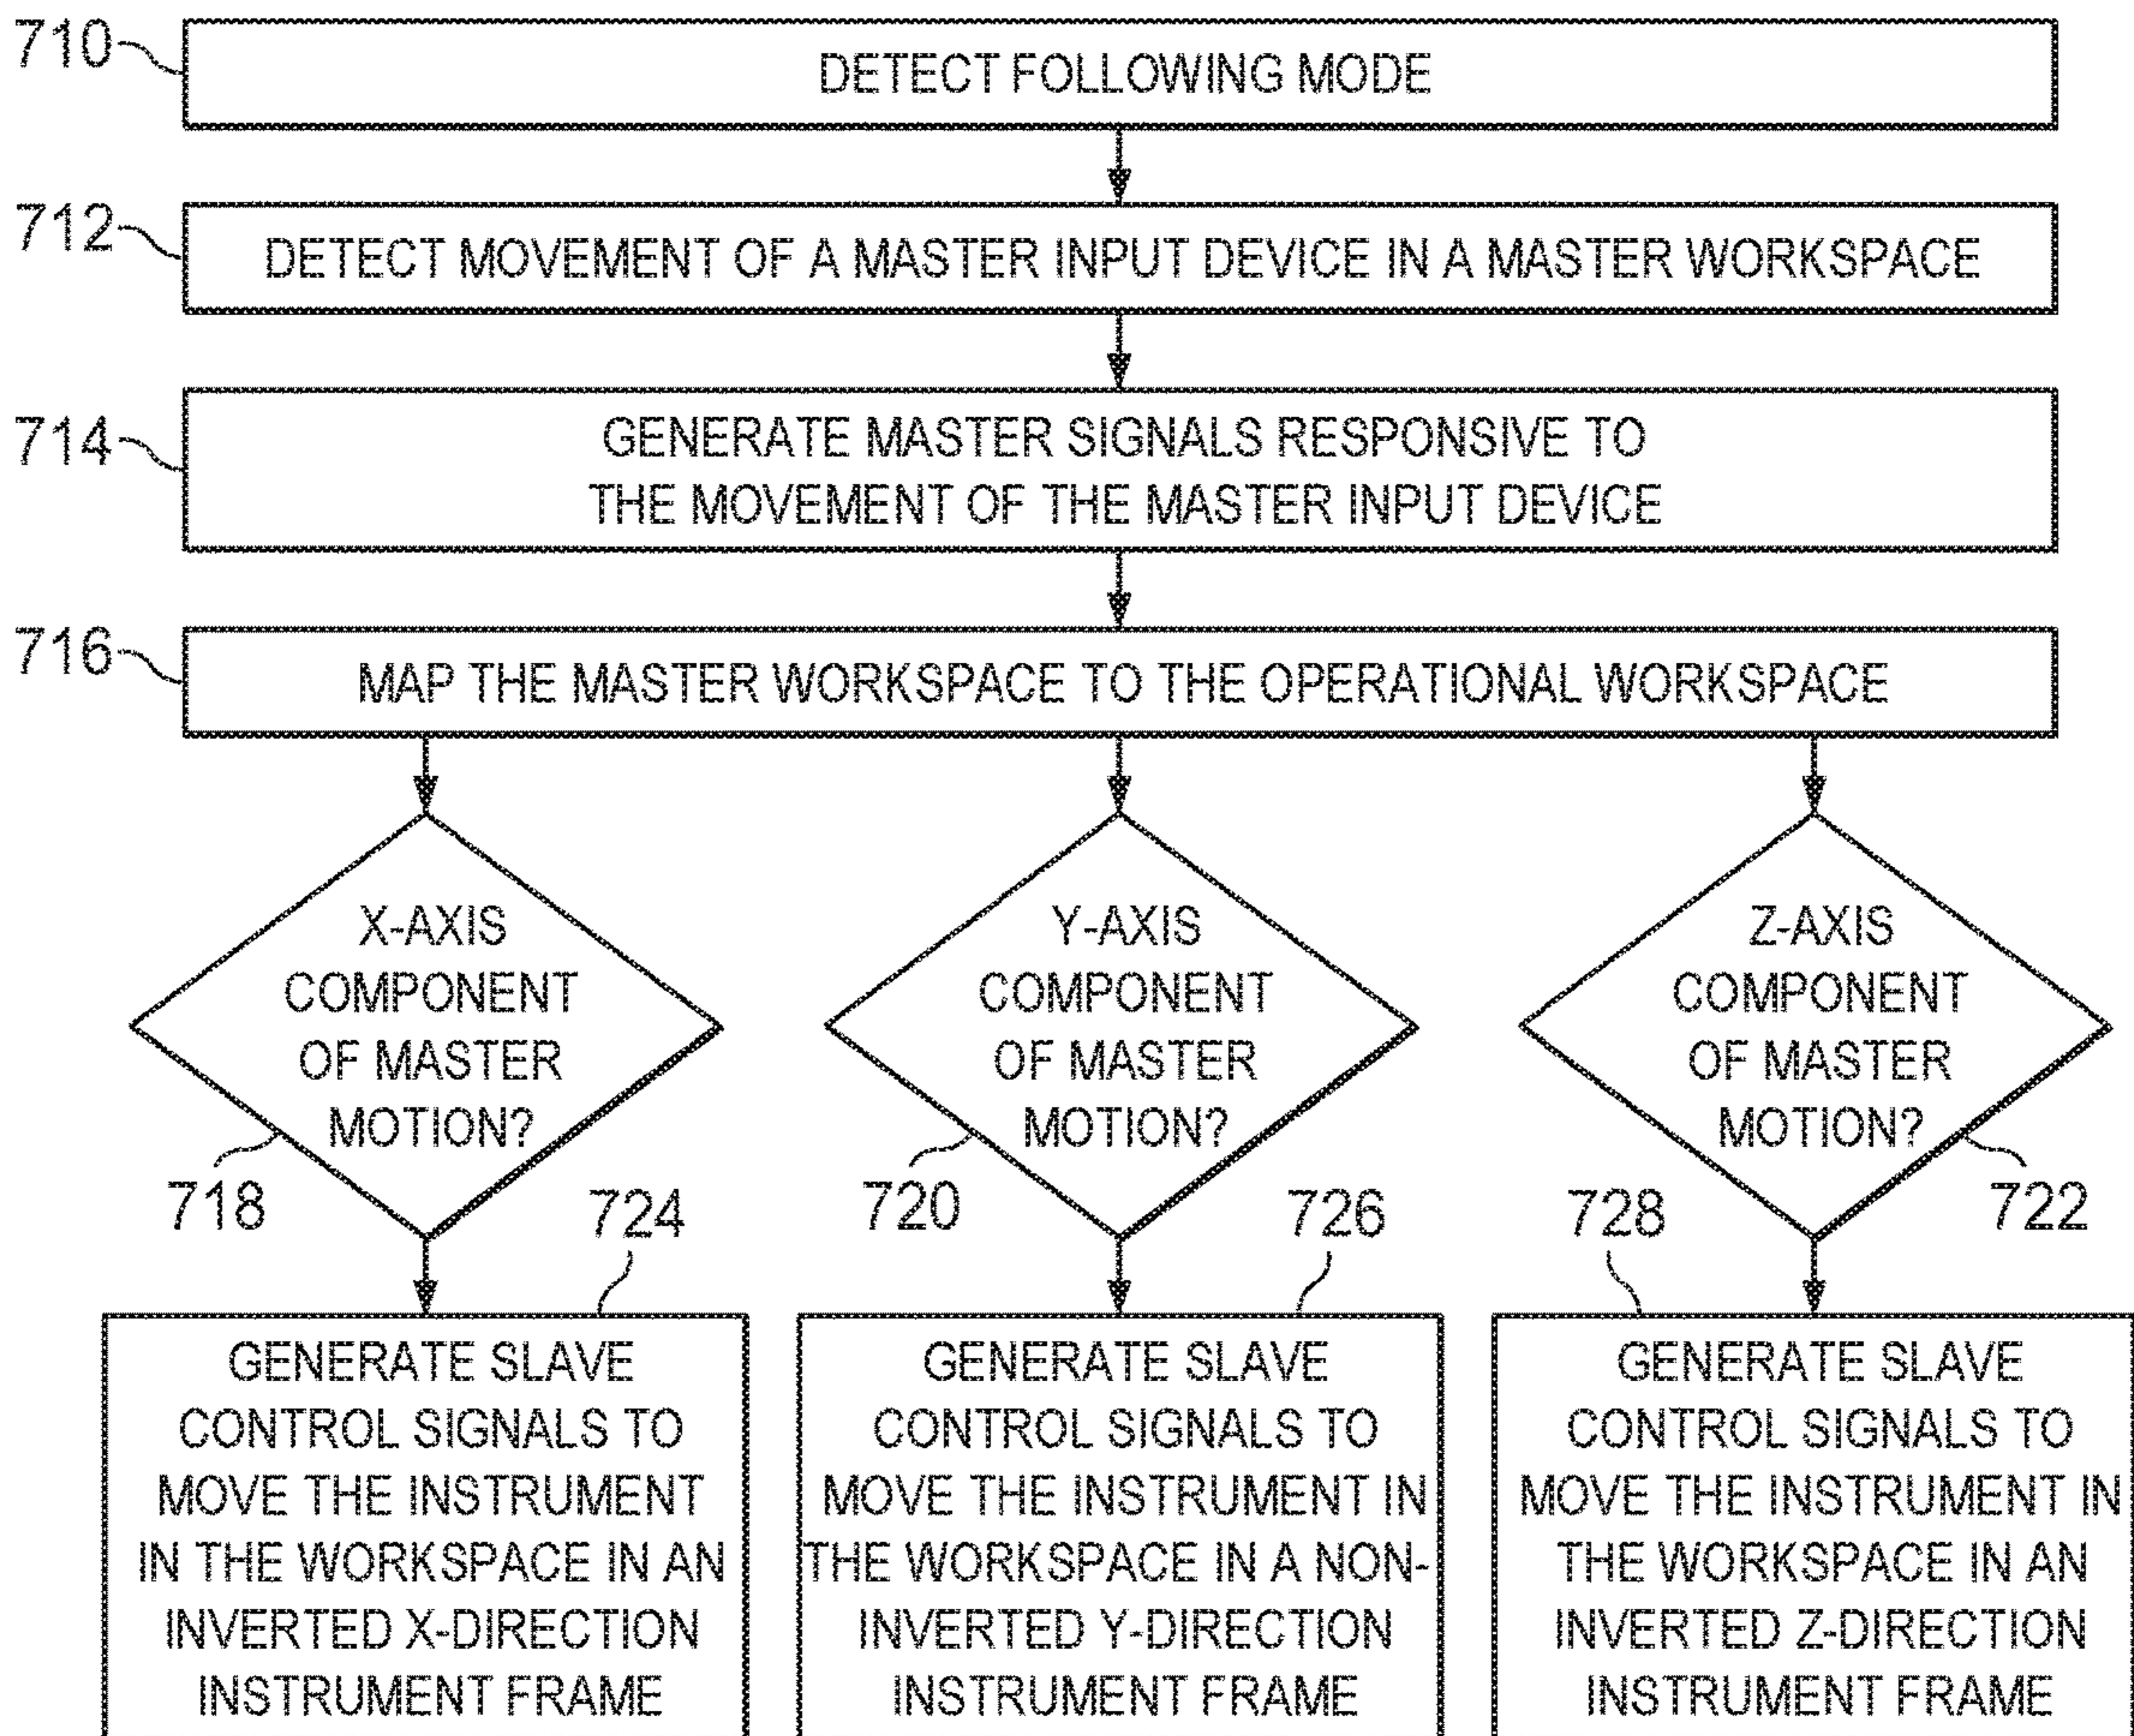 710
DETECT FOLLOWING MODE
712
DETECT MOVEMENT OF A MASTER INPUT DEVICE IN A MASTER WORKSPACE
714
GENERATE MASTER SIGNALS RESPONSIVE TO
THE MOVEMENT OF THE MASTER INPUT DEVICE
716
MAP THE MASTER WORKSPACE TO THE OPERATIONAL WORKSPACE
X-AXIS
COMPONENT
OF MASTER
MOTION?
718
Y-AXIS
COMPONENT
OF MASTER
MOTION?
720
Z-AXIS
COMPONENT
OF MASTER
MOTION?
722
724
GENERATE SLAVE
CONTROL SIGNALS TO
MOVE THE INSTRUMENT
IN THE WORKSPACE IN AN
INVERTED X-DIRECTION
INSTRUMENT FRAME
726
GENERATE SLAVE
CONTROL SIGNALS TO
MOVE THE INSTRUMENT IN
THE WORKSPACE IN A NON-
INVERTED Y-DIRECTION
INSTRUMENT FRAME
728
GENERATE SLAVE
CONTROL SIGNALS TO
MOVE THE INSTRUMENT IN
THE WORKSPACE IN AN
INVERTED Z-DIRECTION
INSTRUMENT FRAME